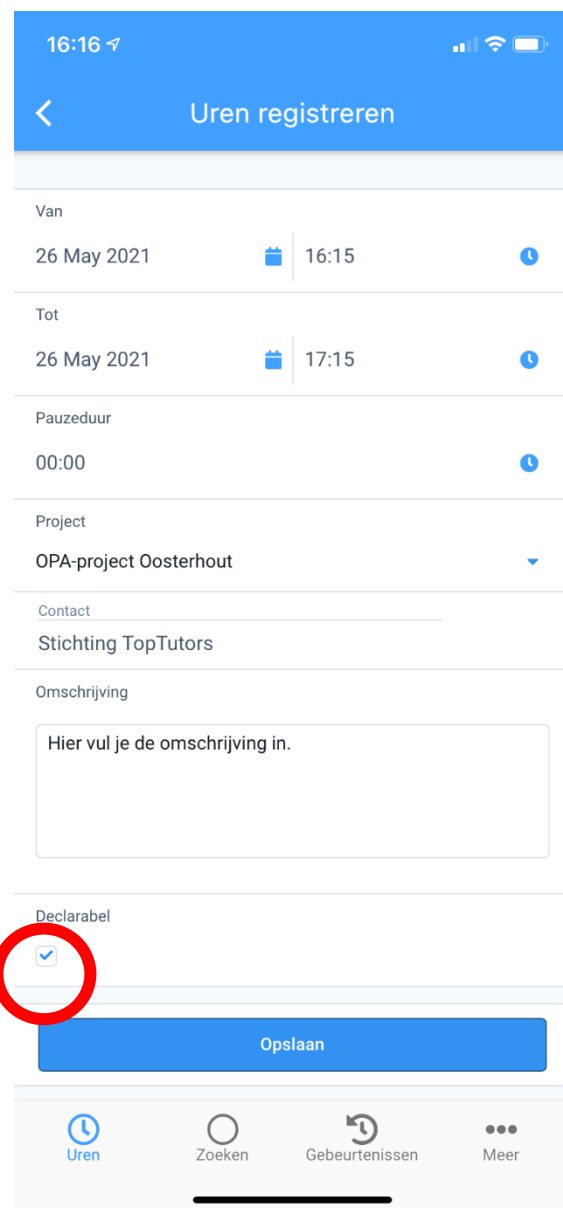 16:16
Uren registreren
Van
26 May 2021 16:15
Tot
26 May 2021 17:15
Pauzeduur
00:00
Project
OPA-project Oosterhout
Contact
Stichting TopTutors
Omschrijving
Hier vul je de omschrijving in.
Declarabel
Opslaan
Uren Zoeken Gebeurtenissen Meer